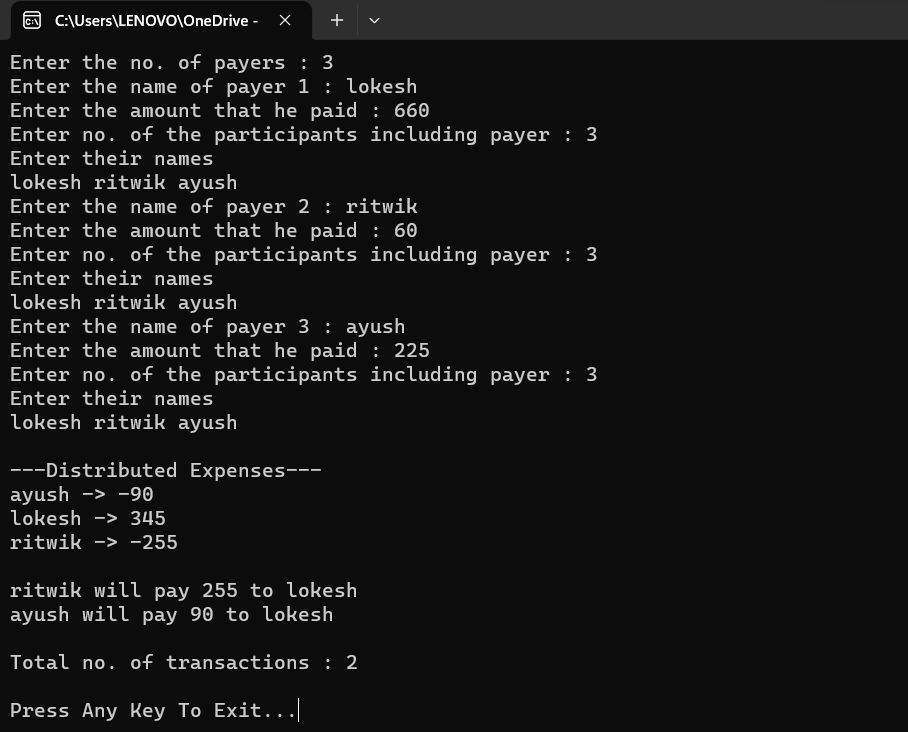 C:\Users\LENOVO\OneDrive -
Enter the no. of payers : 3
Enter the name of payer 1 : lokesh
Enter the amount that he paid : 660
Enter no. of the participants including payer : 3
Enter their names
lokesh ritwik ayush
Enter the name of payer 2 : ritwik
Enter the amount that he paid : 60
Enter no. of the participants including payer : 3
Enter their names
lokesh ritwik ayush
Enter the name of payer 3 : ayush
Enter the amount that he paid : 225
Enter no. of the participants including payer : 3
Enter their names
lokesh ritwik ayush
---Distributed Expenses---
ayush -> -90
lokesh -> 345
ritwik -> -255
ritwik will pay 255 to lokesh
ayush will pay 90 to lokesh
Total no. of transactions : 2
Press Any Key To Exit...